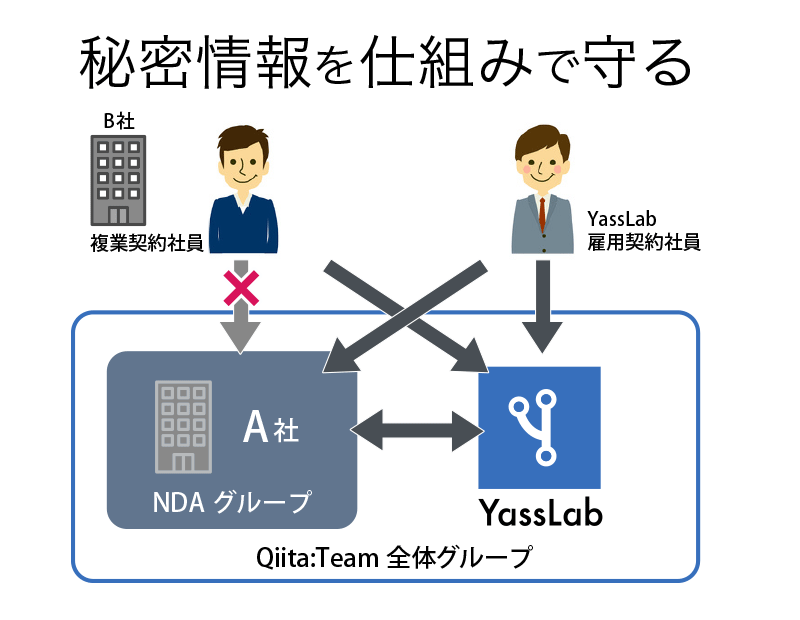 秘密情報を仕組みで守る
B社
複業契約社員
YassLab
雇用契約社員
A社
NDA グループ
YassLab
Qiita:Team 全体グループ